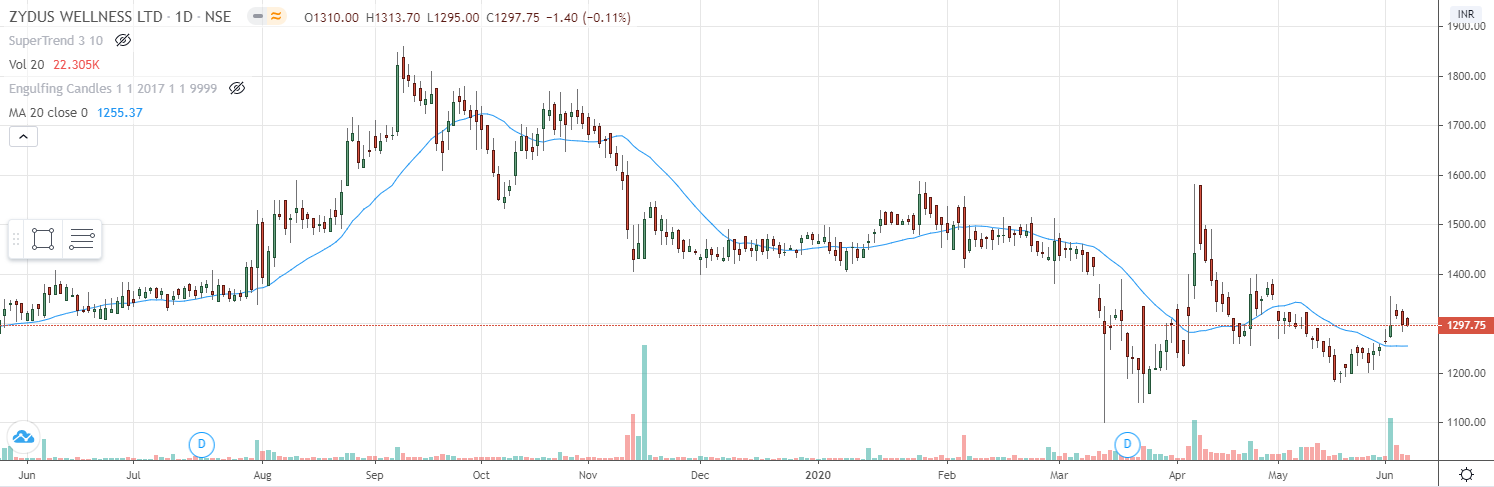 ZYDUS WELLNESS LTD · 1D · NSE O1310.00 H1313.70 L1295.00 C1297.75 −1.40 (−0.11%)
SuperTrend 3 10
Vol 20 22.305K
Engulfing Candles 1 1 2017 1 1 9999
MA 20 close 0 1255.37
INR
1900.00
1800.00
1700.00
1600.00
1500.00
1400.00
1297.75
1200.00
1100.00
D
D
Jun Jul Aug Sep Oct Nov Dec 2020 Feb Mar Apr May Jun